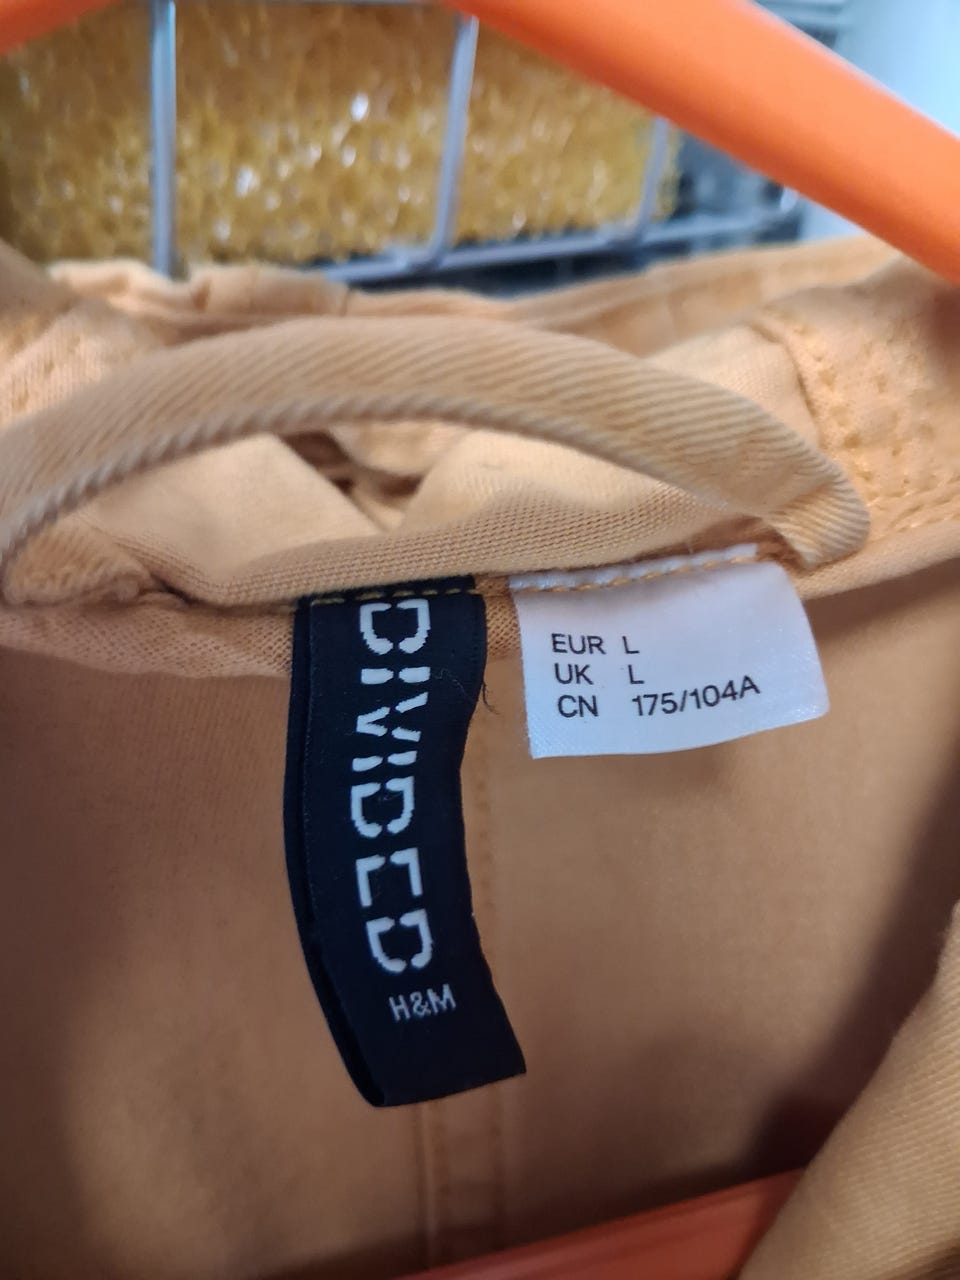 DIVIDED
H&M
EUR L
UK L
CN 175/104A